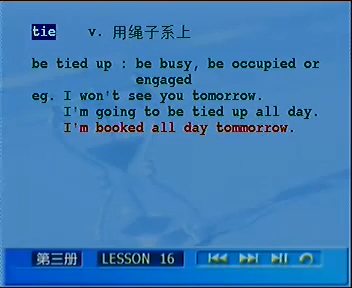 tie v. 用绳子系上
be tied up : be busy, be occupied or
engaged
eg. I won't see you tomorrow.
I'm going to be tied up all day.
I'm booked all day tommorrow.
第三册 LESSON 16